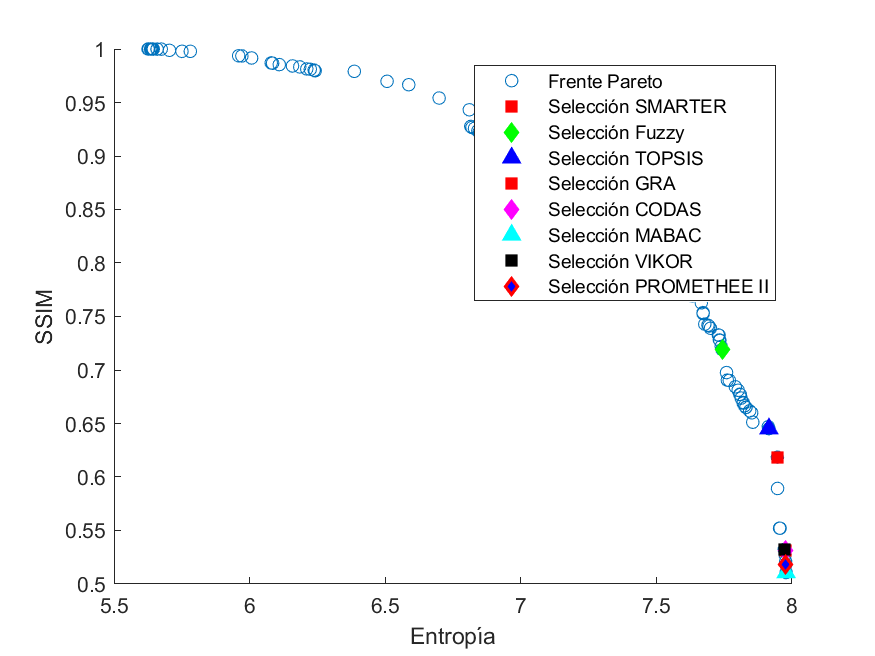 1
0.95
0.9
0.85
0.8
0.75
0.7
0.65
0.6
0.55
0.5
SSIM
5.5
6
6.5
7
7.5
8
Entropía
Frente Pareto
Selección SMARTER
Selección Fuzzy
Selección TOPSIS
Selección GRA
Selección CODAS
Selección MABAC
Selección VIKOR
Selección PROMETHEE II